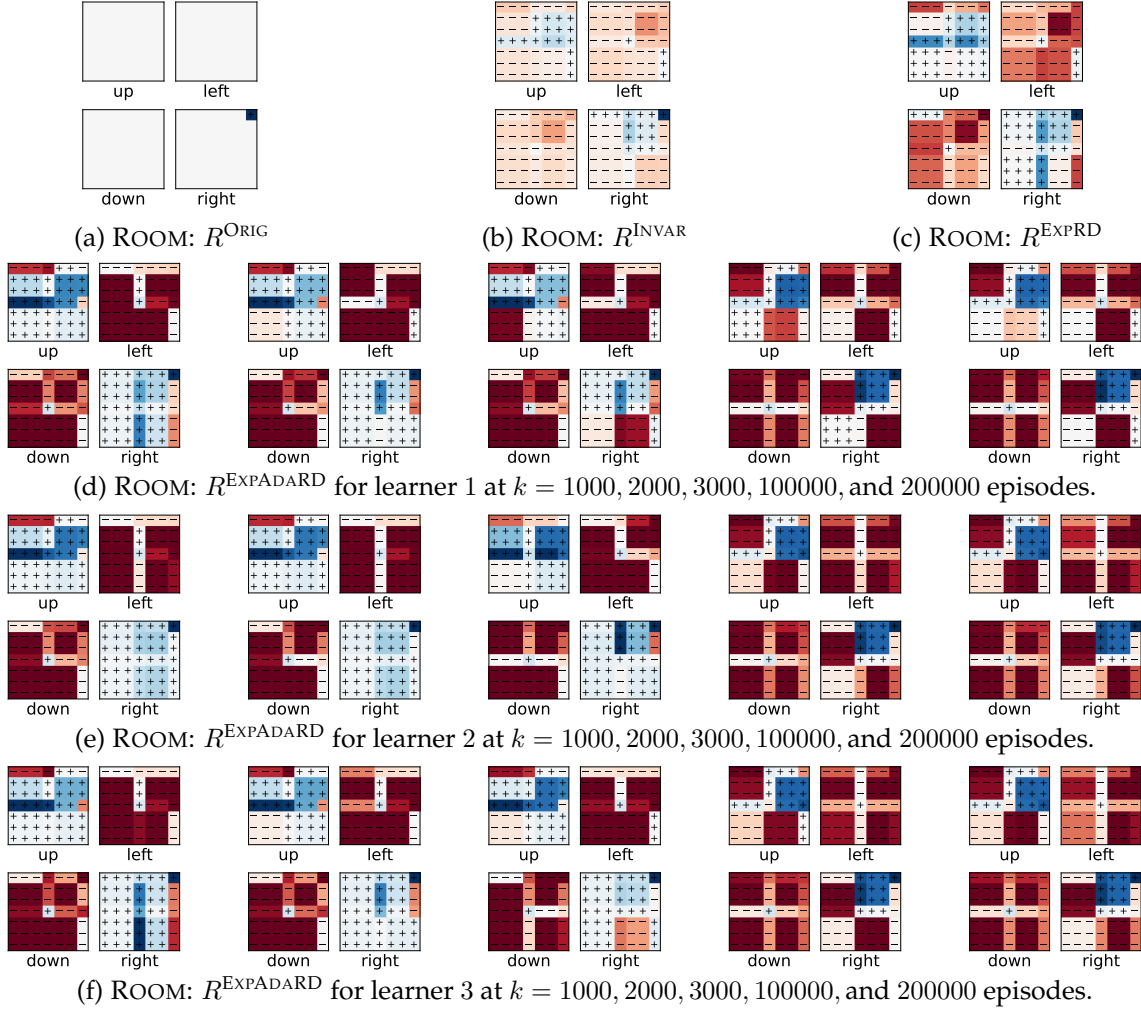 up left up left up left
down right down right down right
(a) ROOM: R^ORIG (b) ROOM: R^INVAR (c) ROOM: R^EXPRD
up left up left up left up left up left
down right down right down right down right down right
(d) ROOM: R^EXPADARD for learner 1 at k = 1000, 2000, 3000, 100000, and 200000 episodes.
up left up left up left up left up left
down right down right down right down right down right
(e) ROOM: R^EXPADARD for learner 2 at k = 1000, 2000, 3000, 100000, and 200000 episodes.
up left up left up left up left up left
down right down right down right down right down right
(f) ROOM: R^EXPADARD for learner 3 at k = 1000, 2000, 3000, 100000, and 200000 episodes.